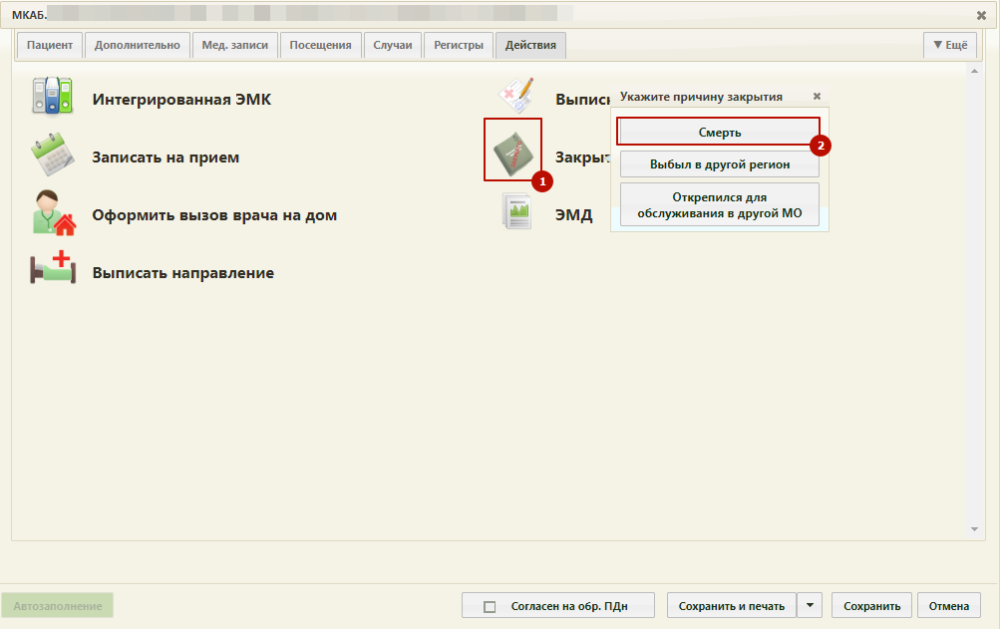 МКАБ.
Пациент Дополнительно Мед. записи Посещения Случаи Регистры Действия ▼ Ещё
Интегрированная ЭМК
Записать на прием
Оформить вызов врача на дом
Выписать направление
Выписк
Закрыт
ЭМД
1
Укажите причину закрытия
Смерть
2
Выбыл в другой регион
Открепился для
обслуживания в другой МО
Автозаполнение
Согласен на обр. ПДн
Сохранить и печать
Сохранить
Отмена